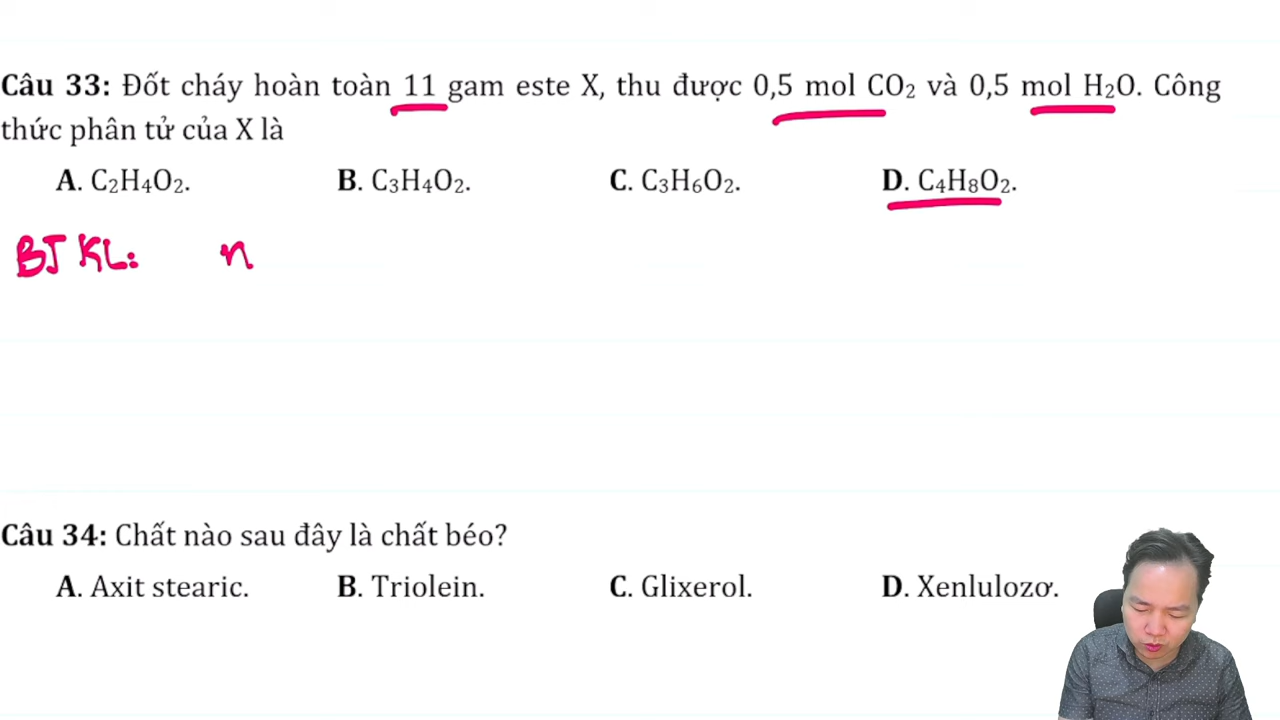 Câu 33: Đốt cháy hoàn toàn 11 gam este X, thu được 0,5 mol CO₂ và 0,5 mol H₂O. Công
thức phân tử của X là
A. C₂H₄O₂. B. C₃H₄O₂. C. C₃H₆O₂. D. C₄H₈O₂.
BT KL: n
Câu 34: Chất nào sau đây là chất béo?
A. Axit stearic. B. Triolein. C. Glixerol. D. Xenlulozơ.